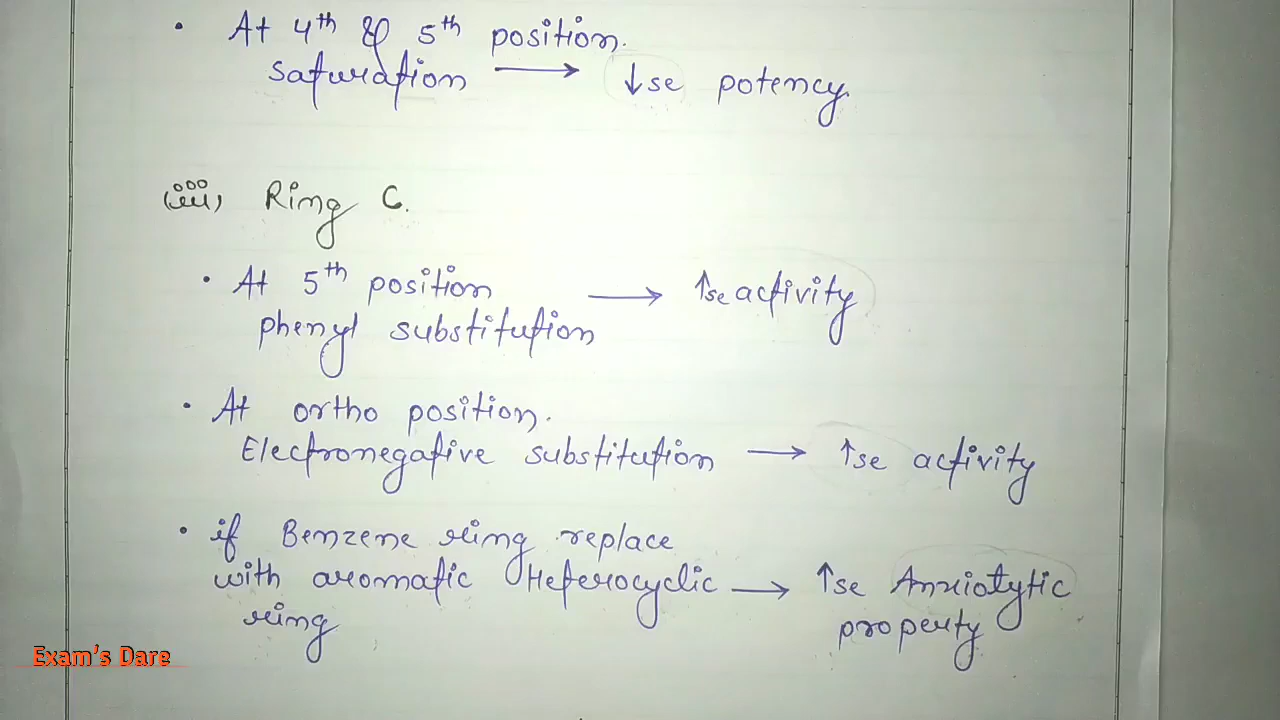 • At 4th & 5th position.
saturation → ↓se potency.
(iii) Ring C.
• At 5th position → ↑se activity
phenyl substitution
• At ortho position.
Electronegative substitution → ↑se activity
• if Benzene ring replace
with aromatic Heterocyclic → ↑se Anxiotytic
ring property
Exam's Dare